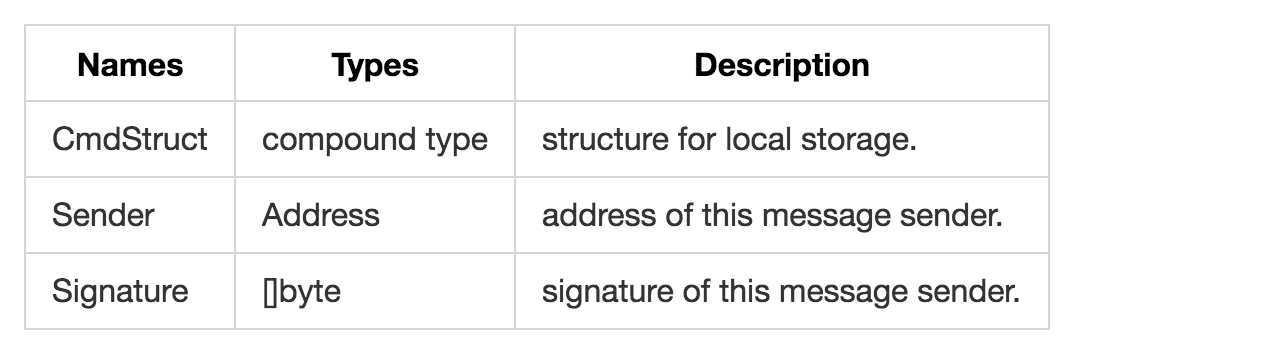 Names Types Description
CmdStruct compound type structure for local storage.
Sender Address address of this message sender.
Signature []byte signature of this message sender.